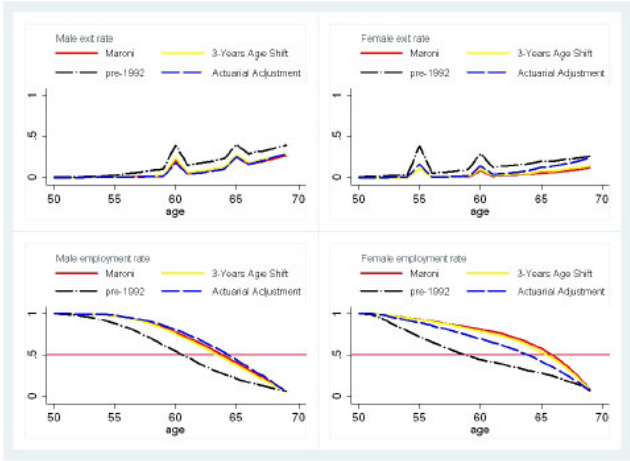 Male exit rate
Maroni
3-Years Age Shift
pre-1992
Actuarial Adjustment
1
.5
0
50 55 60 65 70
age
Female exit rate
Maroni
3-Years Age Shift
pre-1992
Actuarial Adjustment
1
.5
0
50 55 60 65 70
age
Male employment rate
Maroni
3-Years Age Shift
pre-1992
Actuarial Adjustment
1
.5
0
50 55 60 65 70
age
Female employment rate
Maroni
3-Years Age Shift
pre-1992
Actuarial Adjustment
1
.5
0
50 55 60 65 70
age